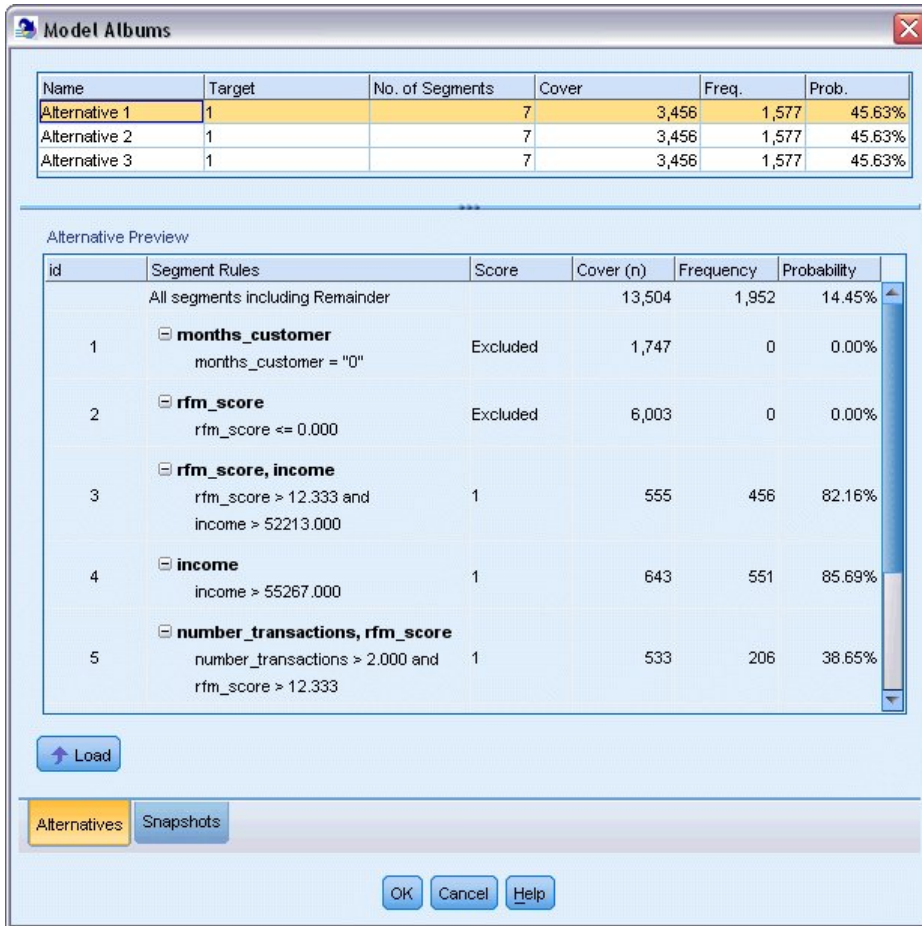 Model Albums
Name Target No. of Segments Cover Freq. Prob.
Alternative 1 1 7 3,456 1,577 45.63%
Alternative 2 1 7 3,456 1,577 45.63%
Alternative 3 1 7 3,456 1,577 45.63%
Alternative Preview
id Segment Rules Score Cover (n) Frequency Probability
All segments including Remainder 13,504 1,952 14.45%
months_customer
1 months_customer = "0" Excluded 1,747 0 0.00%
rfm_score
2 rfm_score <= 0.000 Excluded 6,003 0 0.00%
rfm_score, income
3 rfm_score > 12.333 and 1 555 456 82.16%
income > 52213.000
income
4 income > 55267.000 1 643 551 85.69%
number_transactions, rfm_score
5 number_transactions > 2.000 and 1 533 206 38.65%
rfm_score > 12.333
Load
Alternatives Snapshots
OK Cancel Help